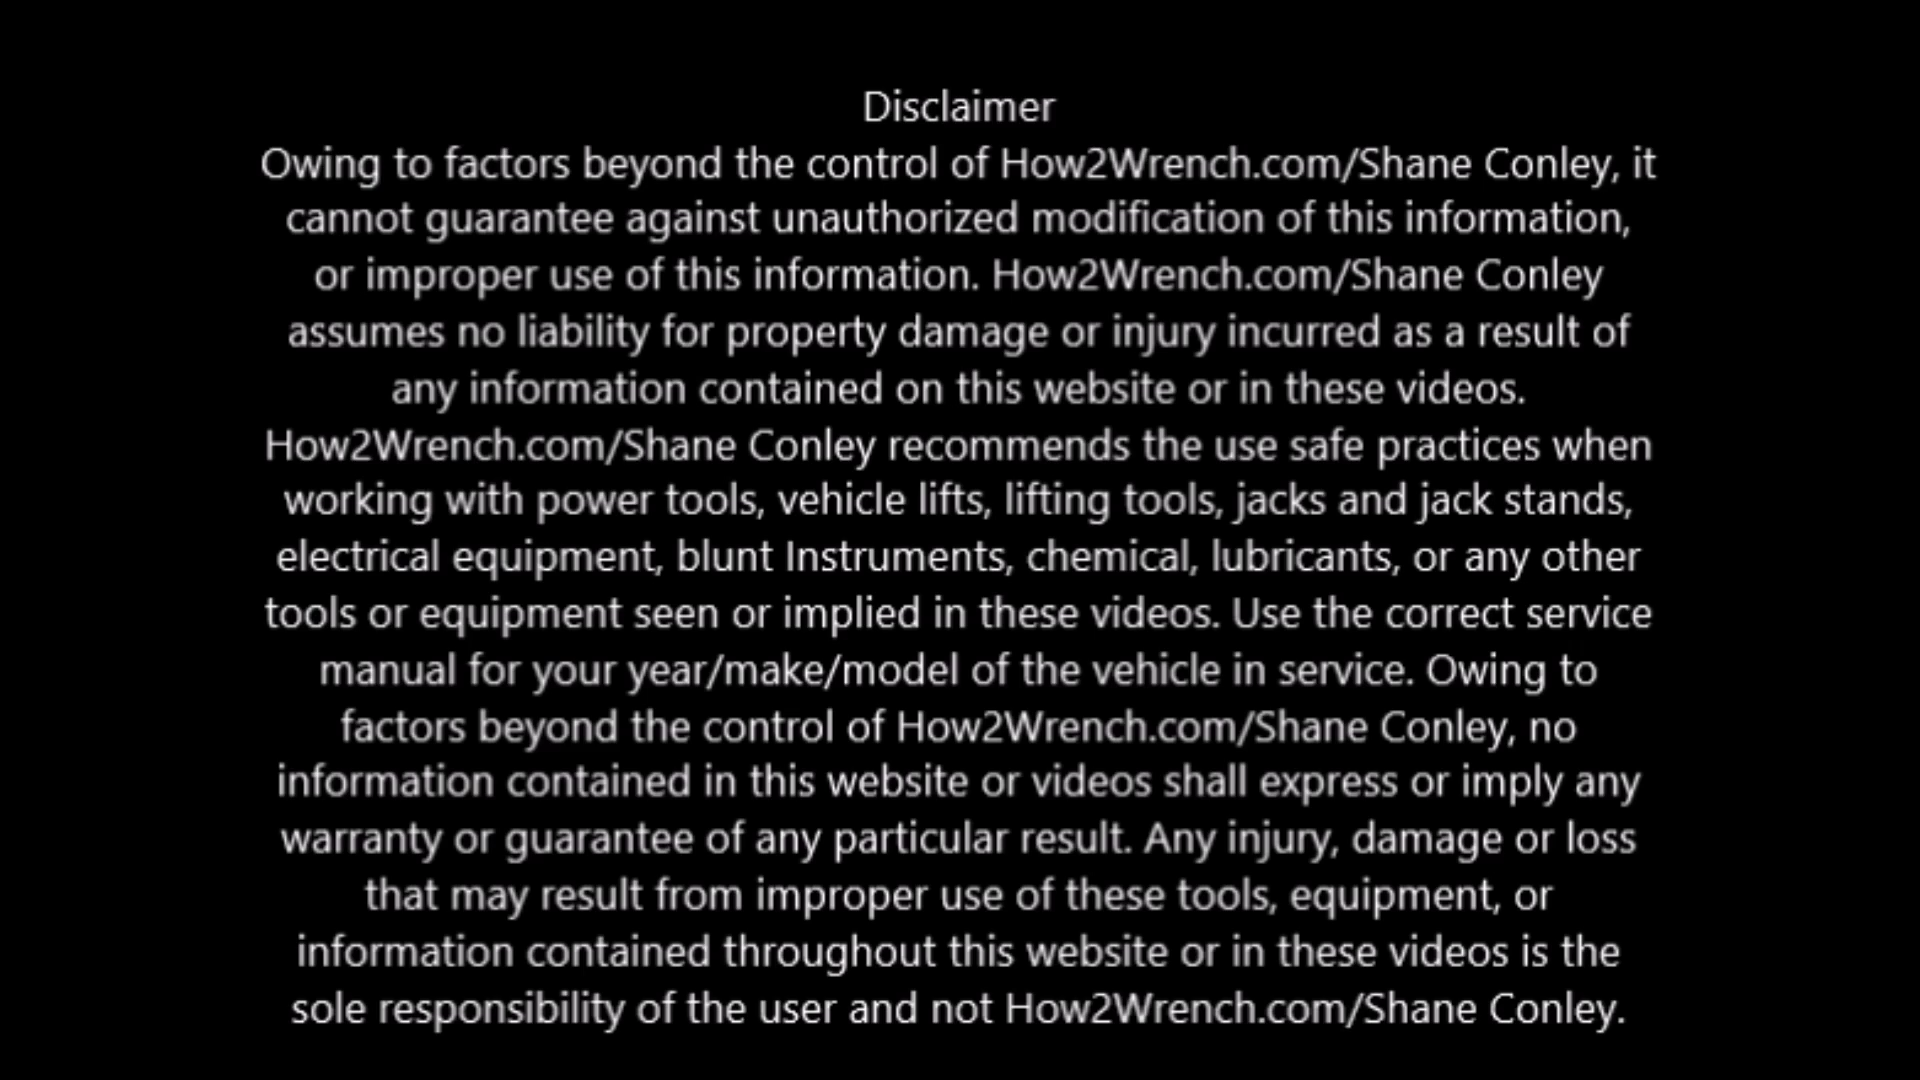 Disclaimer
Owing to factors beyond the control of How2Wrench.com/Shane Conley, it
cannot guarantee against unauthorized modification of this information,
or improper use of this information. How2Wrench.com/Shane Conley
assumes no liability for property damage or injury incurred as a result of
any information contained on this website or in these videos.
How2Wrench.com/Shane Conley recommends the use safe practices when
working with power tools, vehicle lifts, lifting tools, jacks and jack stands,
electrical equipment, blunt Instruments, chemical, lubricants, or any other
tools or equipment seen or implied in these videos. Use the correct service
manual for your year/make/model of the vehicle in service. Owing to
factors beyond the control of How2Wrench.com/Shane Conley, no
information contained in this website or videos shall express or imply any
warranty or guarantee of any particular result. Any injury, damage or loss
that may result from improper use of these tools, equipment, or
information contained throughout this website or in these videos is the
sole responsibility of the user and not How2Wrench.com/Shane Conley.